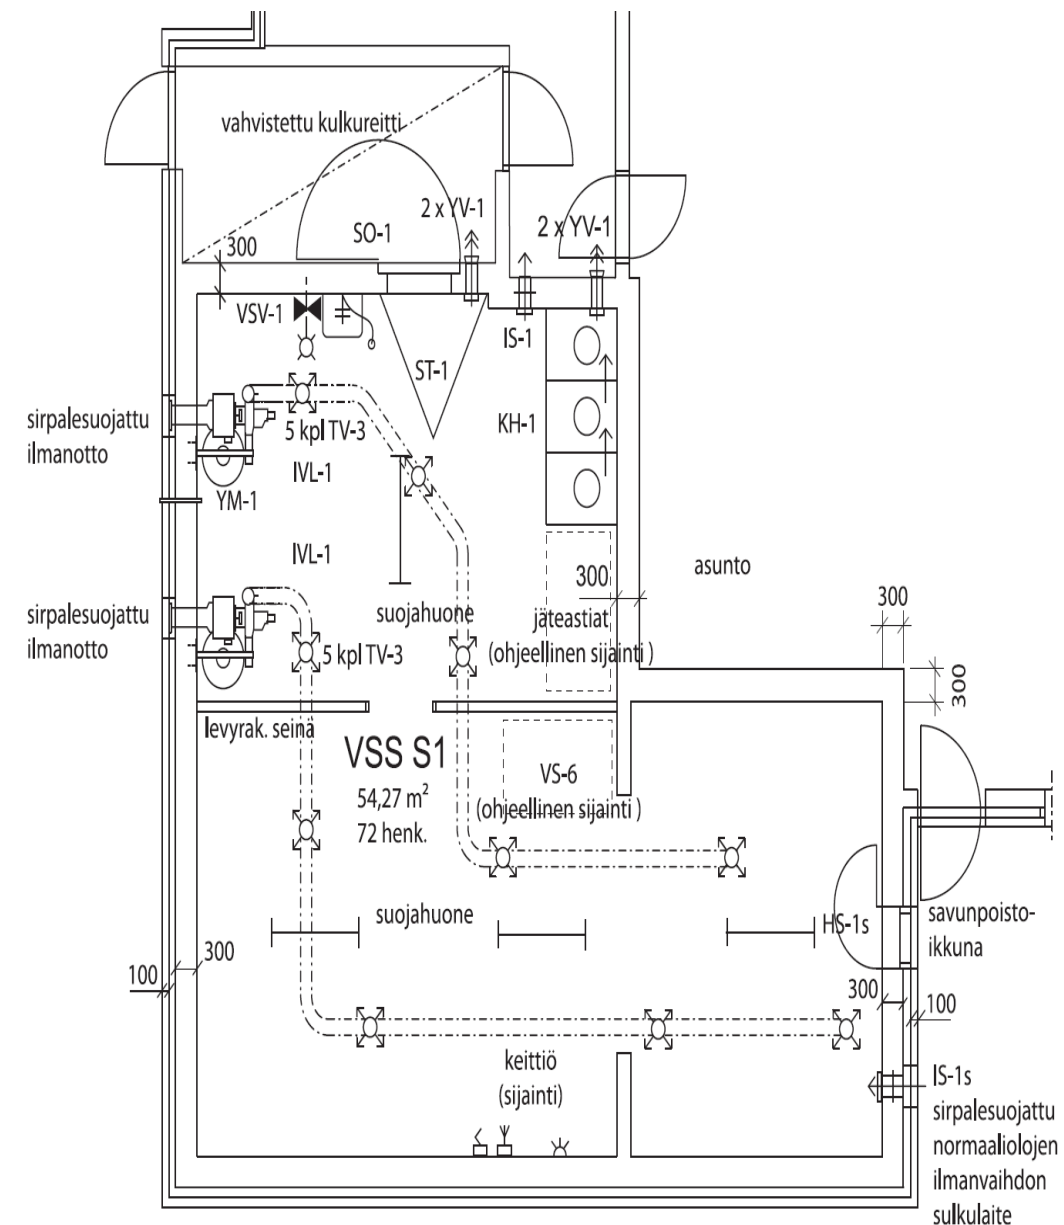 vahvistettu kulkureitti
2 x YV-1
SO-1
2 x YV-1
300
VSV-1
IS-1
ST-1
sirpalesuojattu
ilmanotto
5 kpl TV-3
KH-1
IVL-1
YM-1
IVL-1
asunto
300
300
sirpalesuojattu
ilmanotto
suojahuone
jäteastiat
(ohjeellinen sijainti )
5 kpl TV-3
300
levyrak. seinä
VSS S1
54,27 m²
72 henk.
VS-6
(ohjeellinen sijainti )
suojahuone
HS-1s
savunpoisto-
ikkuna
300
100
300
100
keittiö
(sijainti)
IS-1s
sirpalesuojattu
normaaliolojen
ilmanvaihdon
sulkulaite